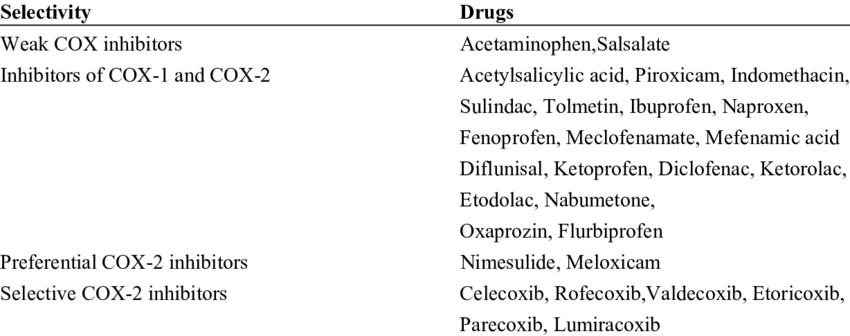 Selectivity Drugs
Weak COX inhibitors Acetaminophen,Salsalate
Inhibitors of COX-1 and COX-2 Acetylsalicylic acid, Piroxicam, Indomethacin,
Sulindac, Tolmetin, Ibuprofen, Naproxen,
Fenoprofen, Meclofenamate, Mefenamic acid
Diflunisal, Ketoprofen, Diclofenac, Ketorolac,
Etodolac, Nabumetone,
Oxaprozin, Flurbiprofen
Preferential COX-2 inhibitors Nimesulide, Meloxicam
Selective COX-2 inhibitors Celecoxib, Rofecoxib,Valdecoxib, Etoricoxib,
Parecoxib, Lumiracoxib